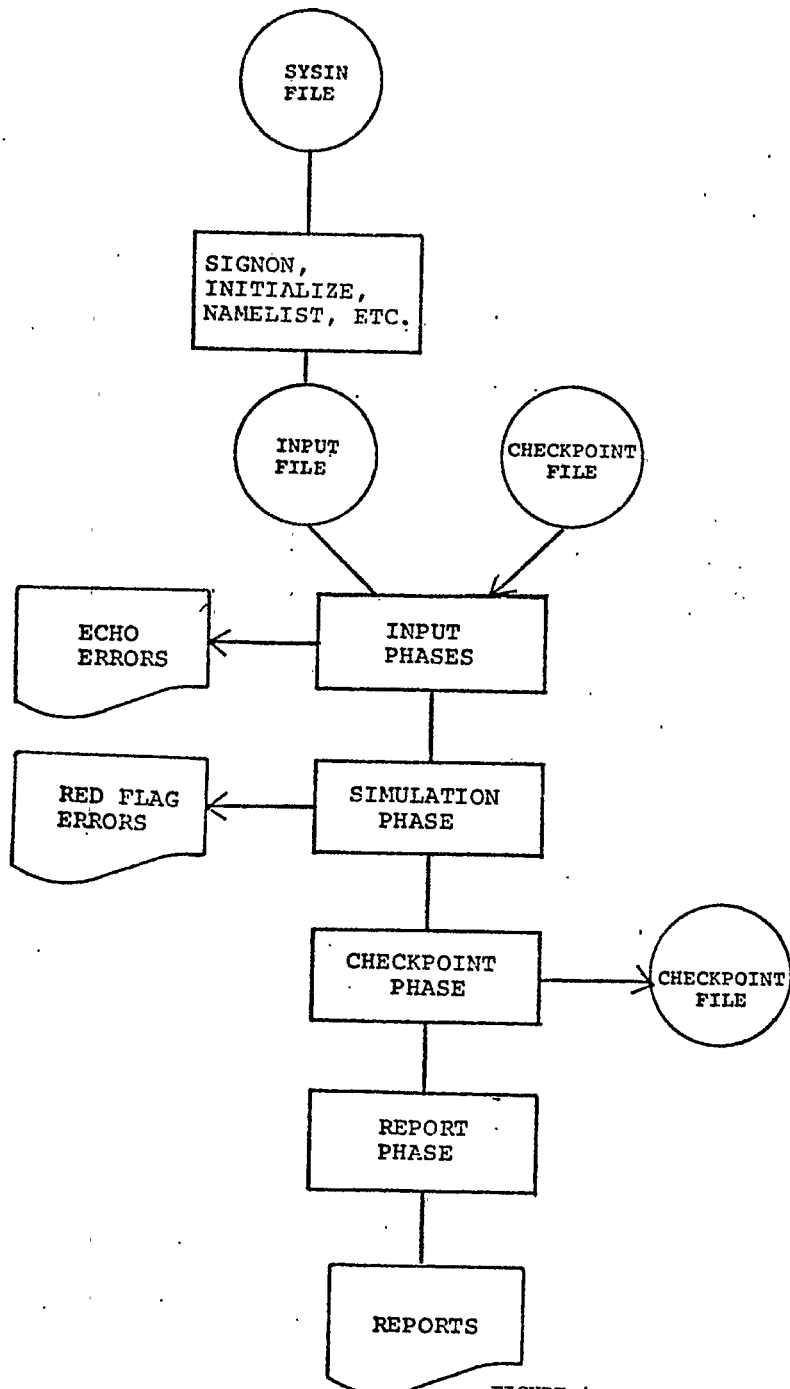 SYSIN
FILE
SIGNON,
INITIALIZE,
NAMELIST, ETC.
INPUT
FILE
CHECKPOINT
FILE
ECHO
ERRORS
INPUT
PHASES
RED FLAG
ERRORS
SIMULATION
PHASE
CHECKPOINT
PHASE
CHECKPOINT
FILE
REPORT
PHASE
REPORTS